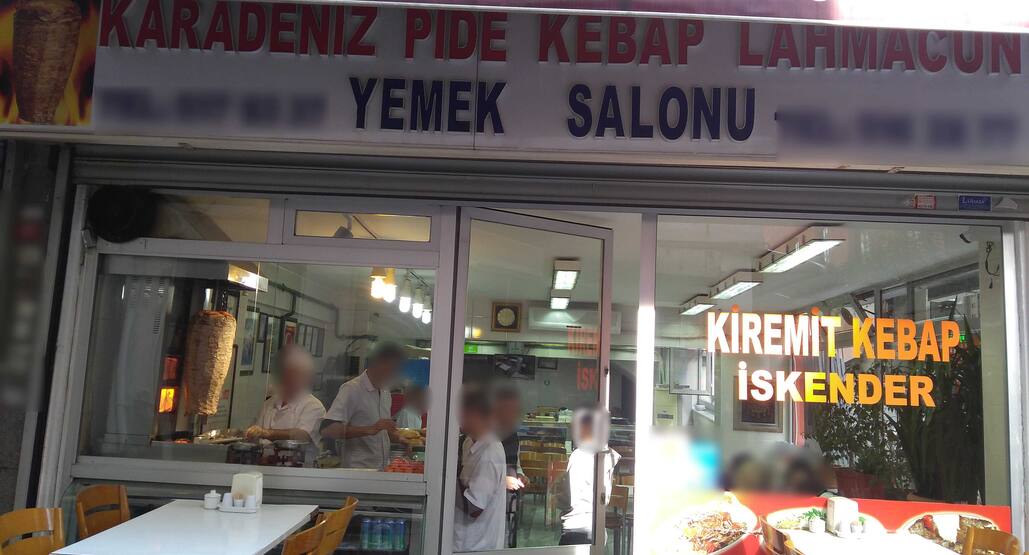 KARADENİZ PİDE KEBAP LAHMACUN
YEMEK SALONU
KİREMİT KEBAP
İSKENDER